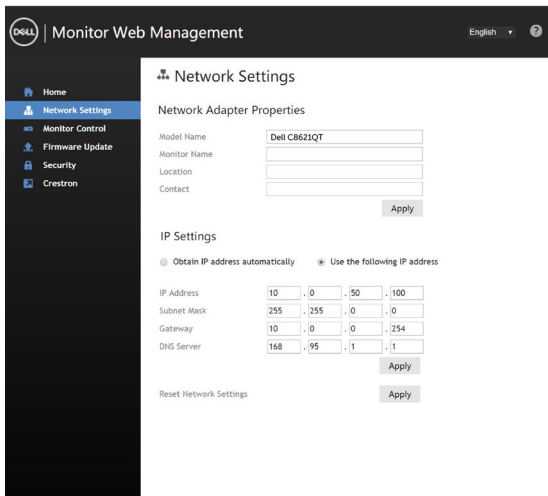 DELL | Monitor Web Management
English
?
Home
Network Settings
Monitor Control
Firmware Update
Security
Crestron
Network Settings
Network Adapter Properties
Model Name Dell C8621QT
Monitor Name
Location
Contact
Apply
IP Settings
Obtain IP address automatically Use the following IP address
IP Address 10 . 0 . 50 . 100
Subnet Mask 255 . 255 . 0 . 0
Gateway 10 . 0 . 0 . 254
DNS Server 168 . 95 . 1 . 1
Apply
Reset Network Settings Apply